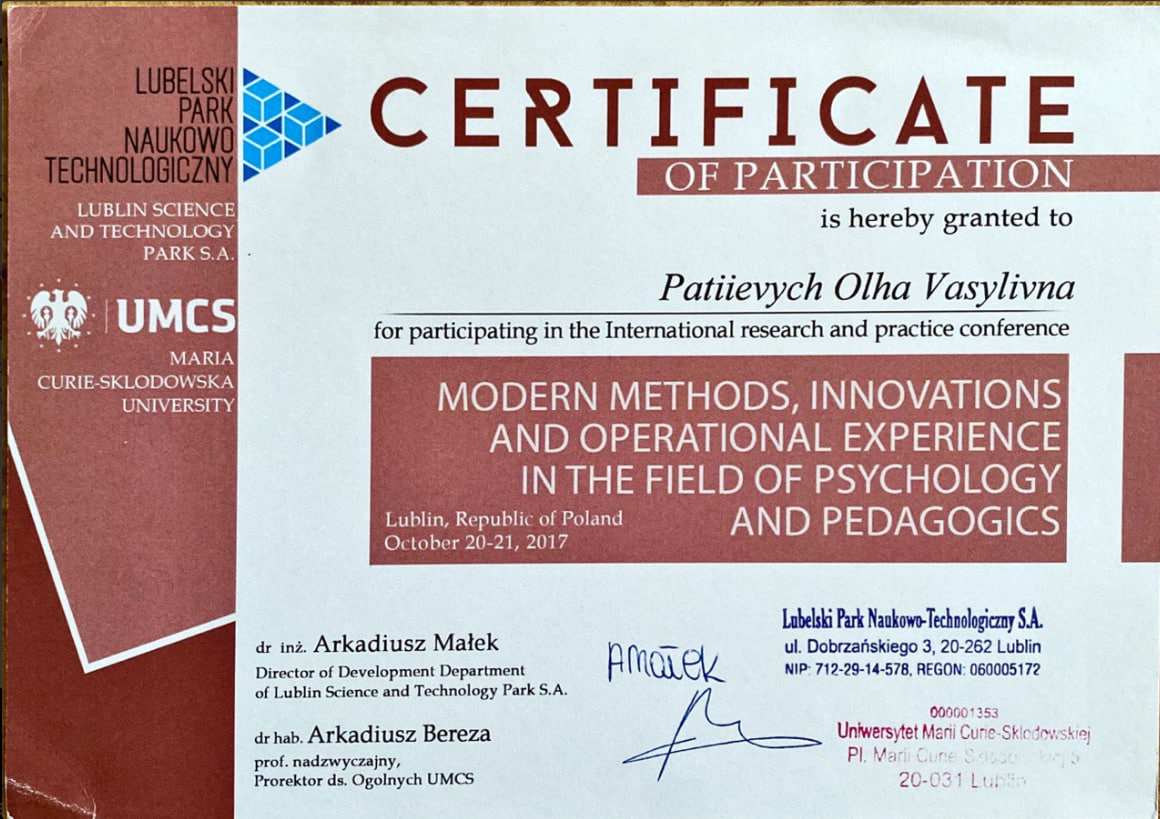 LUBELSKI
PARK
NAUKOWO
TECHNOLOGICZNY
LUBLIN SCIENCE
AND TECHNOLOGY
PARK S.A.
UMCS
MARIA
CURIE-SKLODOWSKA
UNIVERSITY
CERTIFICATE
OF PARTICIPATION
is hereby granted to
Patiievych Olha Vasylivna
for participating in the International research and practice conference
MODERN METHODS, INNOVATIONS
AND OPERATIONAL EXPERIENCE
IN THE FIELD OF PSYCHOLOGY
AND PEDAGOGICS
Lublin, Republic of Poland
October 20-21, 2017
dr inż. Arkadiusz Małek
Director of Development Department
of Lublin Science and Technology Park S.A.
dr hab. Arkadiusz Bereza
prof. nadzwyczajny,
Prorektor ds. Ogolnych UMCS
AMałek
Lubelski Park Naukowo-Technologiczny S.A.
ul. Dobrzańskiego 3, 20-262 Lublin
NIP: 712-29-14-578, REGON: 060005172
000001353
Uniwersytet Marii Curie-Skłodowskiej
Pl. Marii Curie-Skłodowskiej 5
20-031 Lublin